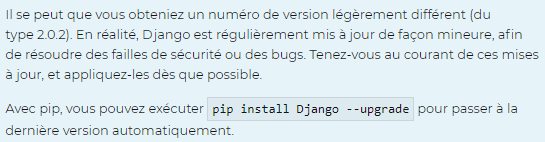 Il se peut que vous obteniez un numéro de version légèrement différent (du
type 2.0.2). En réalité, Django est régulièrement mis à jour de façon mineure, afin
de résoudre des failles de sécurité ou des bugs. Tenez-vous au courant de ces mises
à jour, et appliquez-les dès que possible.
Avec pip, vous pouvez exécuter pip install Django --upgrade pour passer à la
dernière version automatiquement.